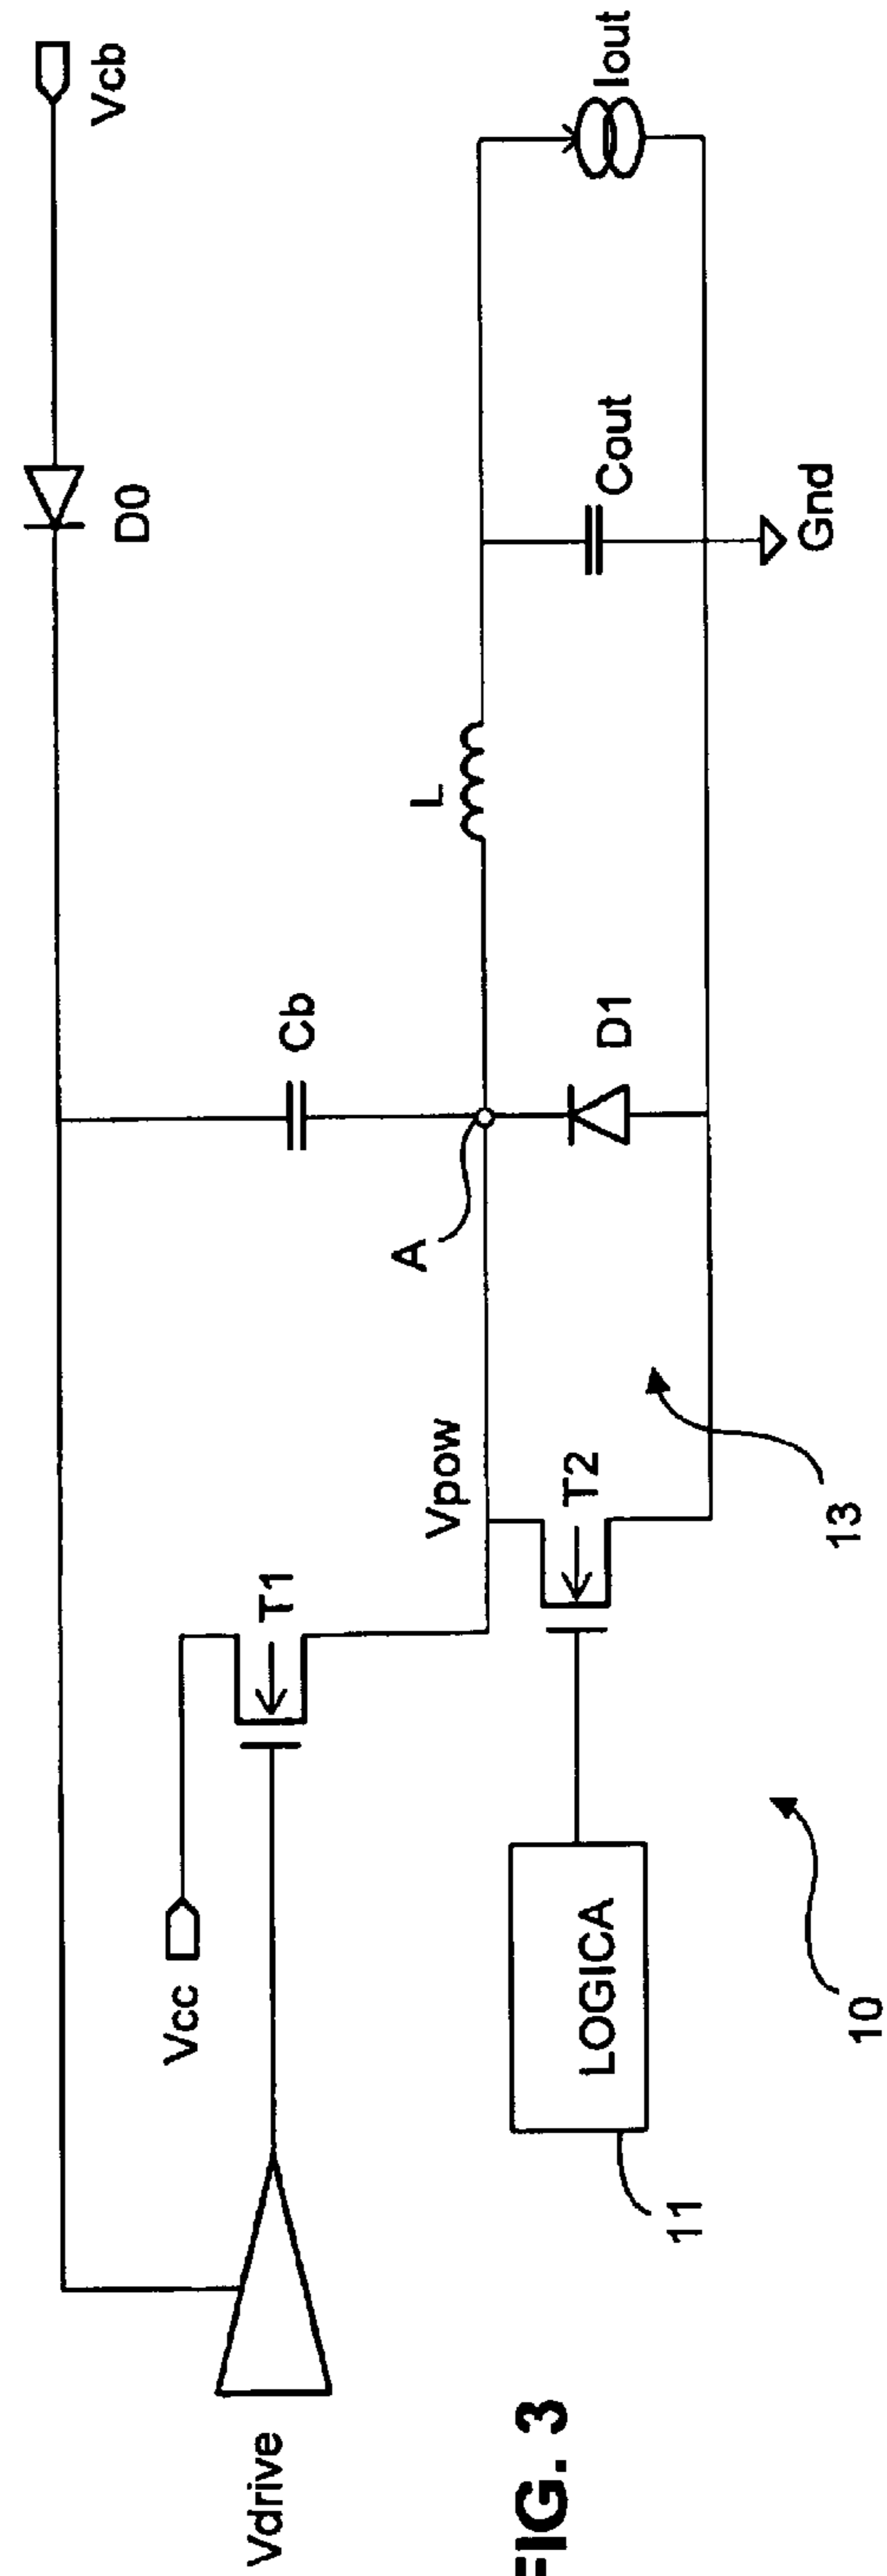 Vcb
D0
Iout
Cout
Gnd
L
Cb
D1
A
Vpow
T1
T2
13
Vcc
LOGICA
10
11
Vdrive
FIG. 3